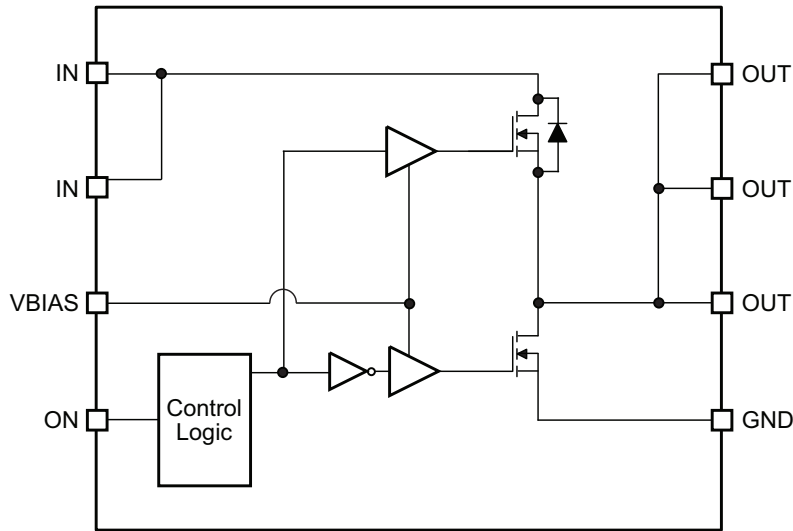 IN
OUT
IN
OUT
VBIAS
OUT
ON
Control
Logic
GND